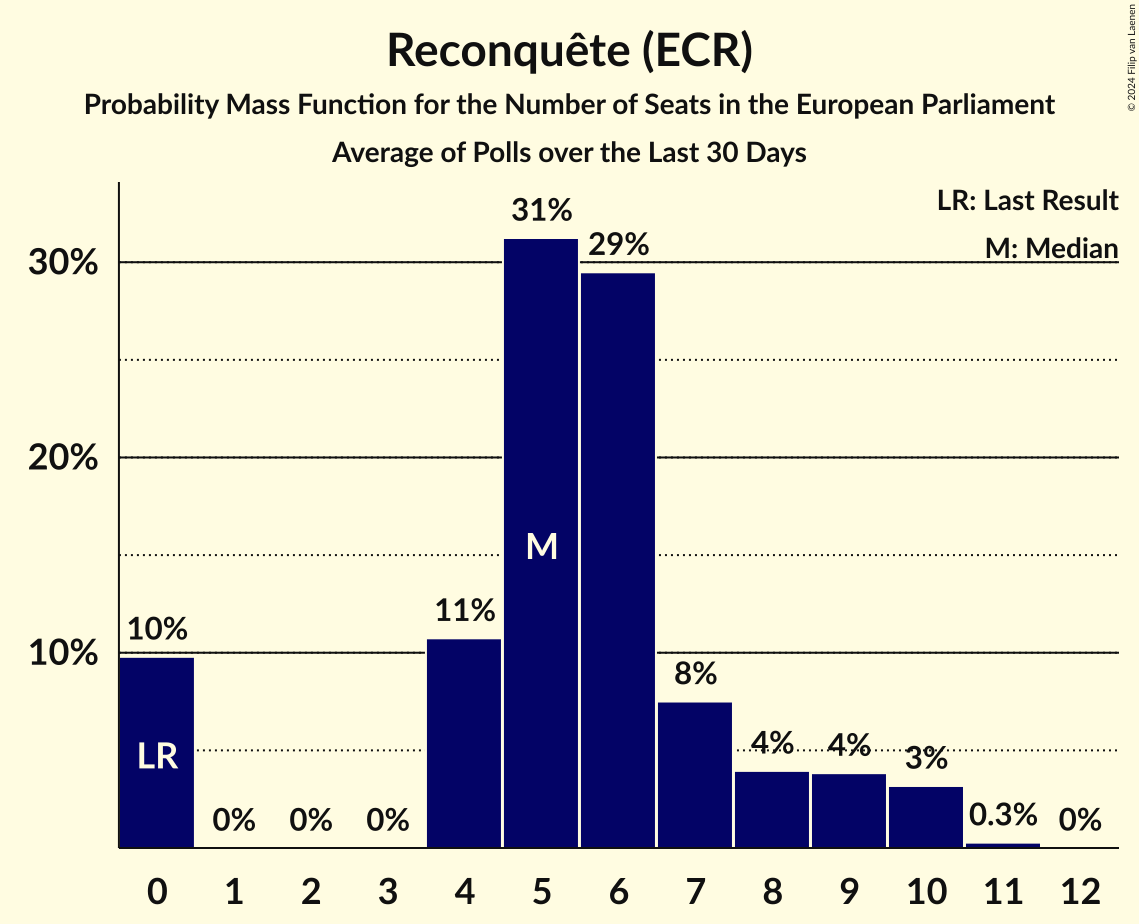 Reconquête (ECR)
Probability Mass Function for the Number of Seats in the European Parliament
Average of Polls over the Last 30 Days
© 2024 Filip van Laenen
LR: Last Result
M: Median
30%
20%
10%
10%
0%
0%
0%
11%
31%
29%
8%
4%
4%
3%
0.3%
0%
LR
M
0 1 2 3 4 5 6 7 8 9 10 11 12